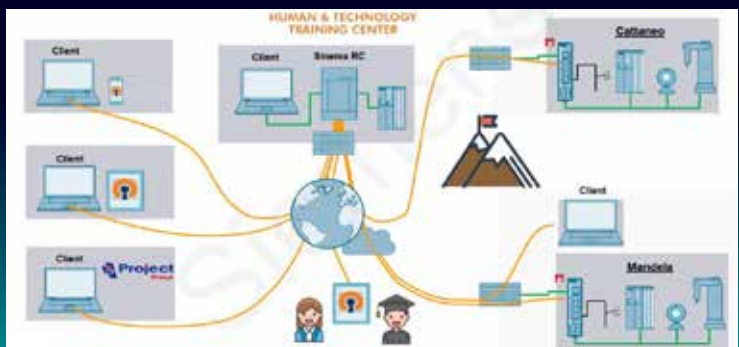 HUMAN & TECHNOLOGY
TRAINING CENTER
Client
Client
Sinema RC
Cattaneo
Client
Client
Client
Project
Mandela